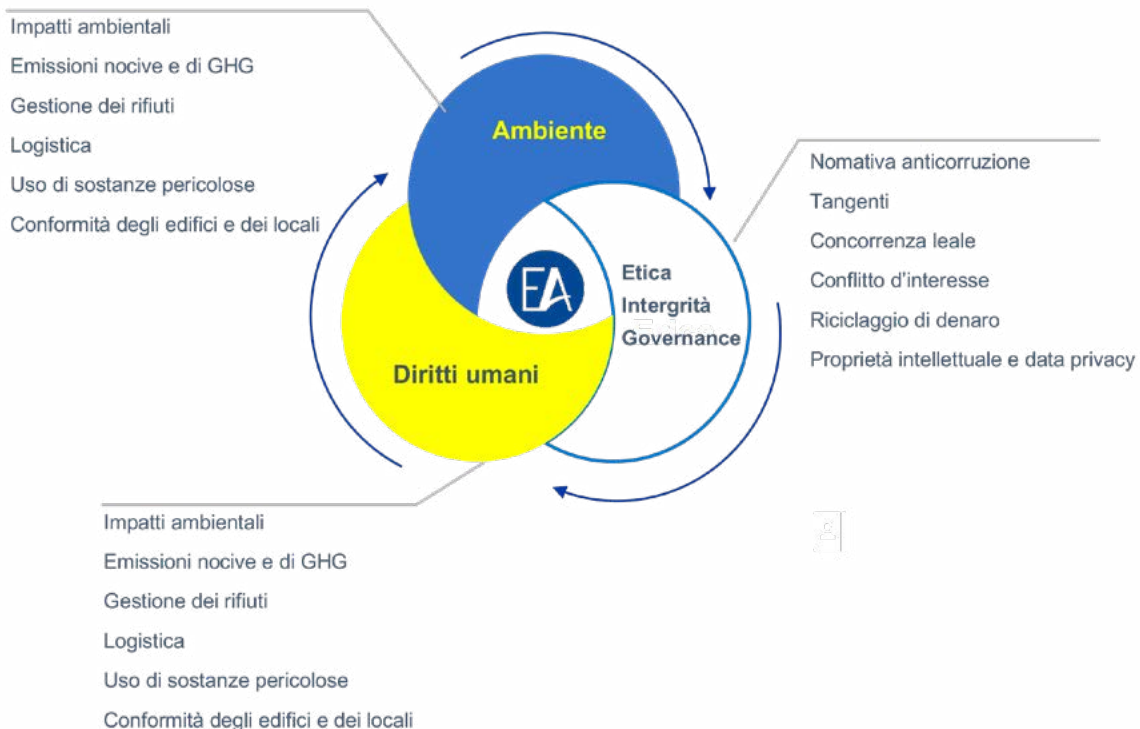 Impatti ambientali
Emissioni nocive e di GHG
Gestione dei rifiuti
Logistica
Uso di sostanze pericolose
Conformità degli edifici e dei locali
Ambiente
Nomativa anticorruzione
Tangenti
Concorrenza leale
Conflitto d'interesse
Riciclaggio di denaro
Proprietà intellettuale e data privacy
EA
Etica
Intergrità
Governance
Diritti umani
Impatti ambientali
Emissioni nocive e di GHG
Gestione dei rifiuti
Logistica
Uso di sostanze pericolose
Conformità degli edifici e dei locali